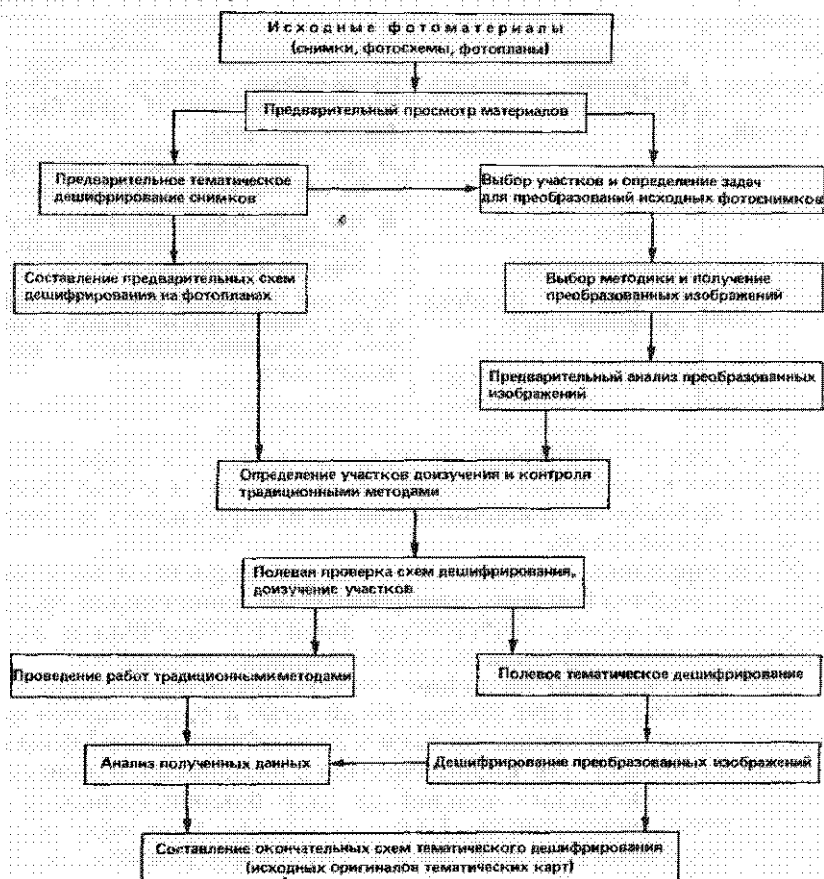 Исходные фотоматериалы
(снимки, фотосхемы, фотопланы)
Предварительный просмотр материалов
Предварительное тематическое
дешифрирование снимков
Выбор участков и определение задач
для преобразований исходных фотоснимков
Составление предварительных схем
дешифрирования на фотопланах
Выбор методики и получение
преобразованных изображений
Предварительный анализ преобразованных
изображений
Определение участков доизучения и контроля
традиционными методами
Полевая проверка схем дешифрирования,
доизучение участков
Проведение работ традиционными методами
Полевое тематическое дешифрирование
Анализ полученных данных
Дешифрирование преобразованных изображений
Составление окончательных схем тематического дешифрирования
(исходных оригиналов тематических карт)